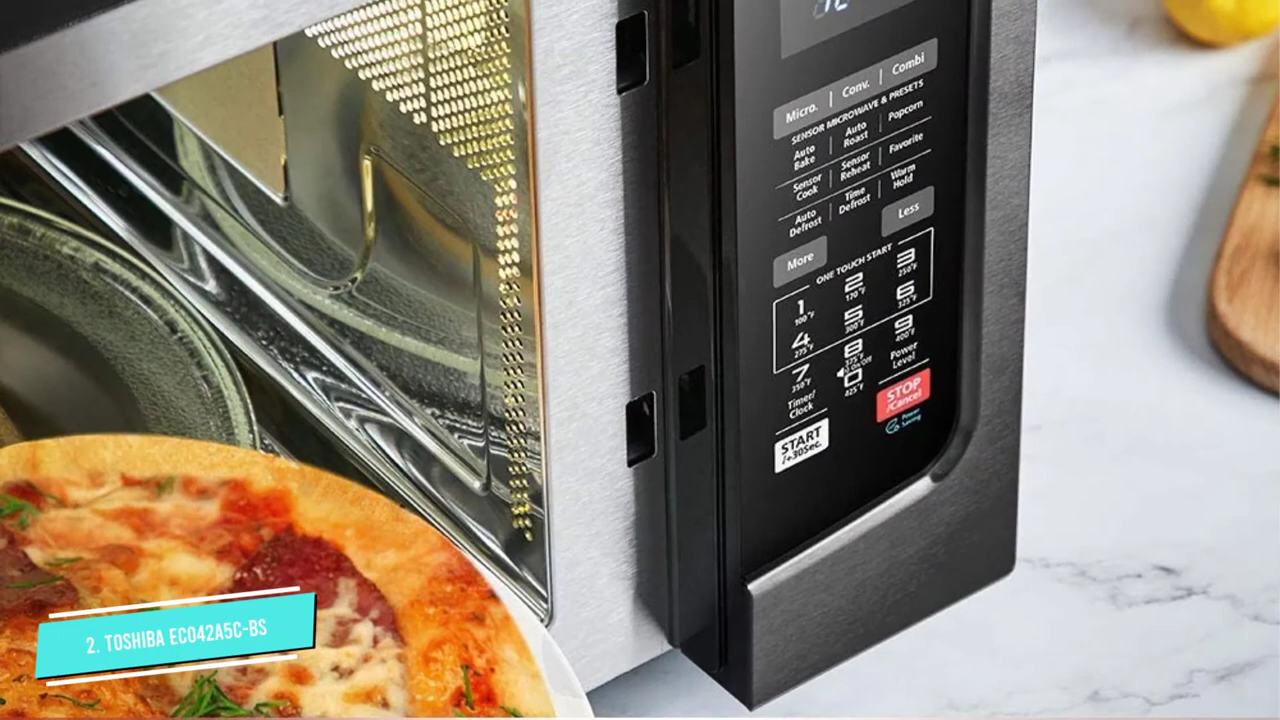 Micro. | Conv. | Combi
SENSOR MICROWAVE & PRESETS
Auto Bake
Auto Roast
Popcorn
Sensor Cook
Sensor Reheat
Favorite
Auto Defrost
Time Defrost
Warm Hold
More
Less
ONE TOUCH START
1
100°F
2
120°F
3
250°F
4
275°F
5
300°F
6
325°F
7
350°F
8
375°F
9
400°F
Timer/
Clock
0
425°F
Power
Level
START
/+30Sec.
STOP
/Cancel
Power
Saving
2. TOSHIBA EC042A5C-BS